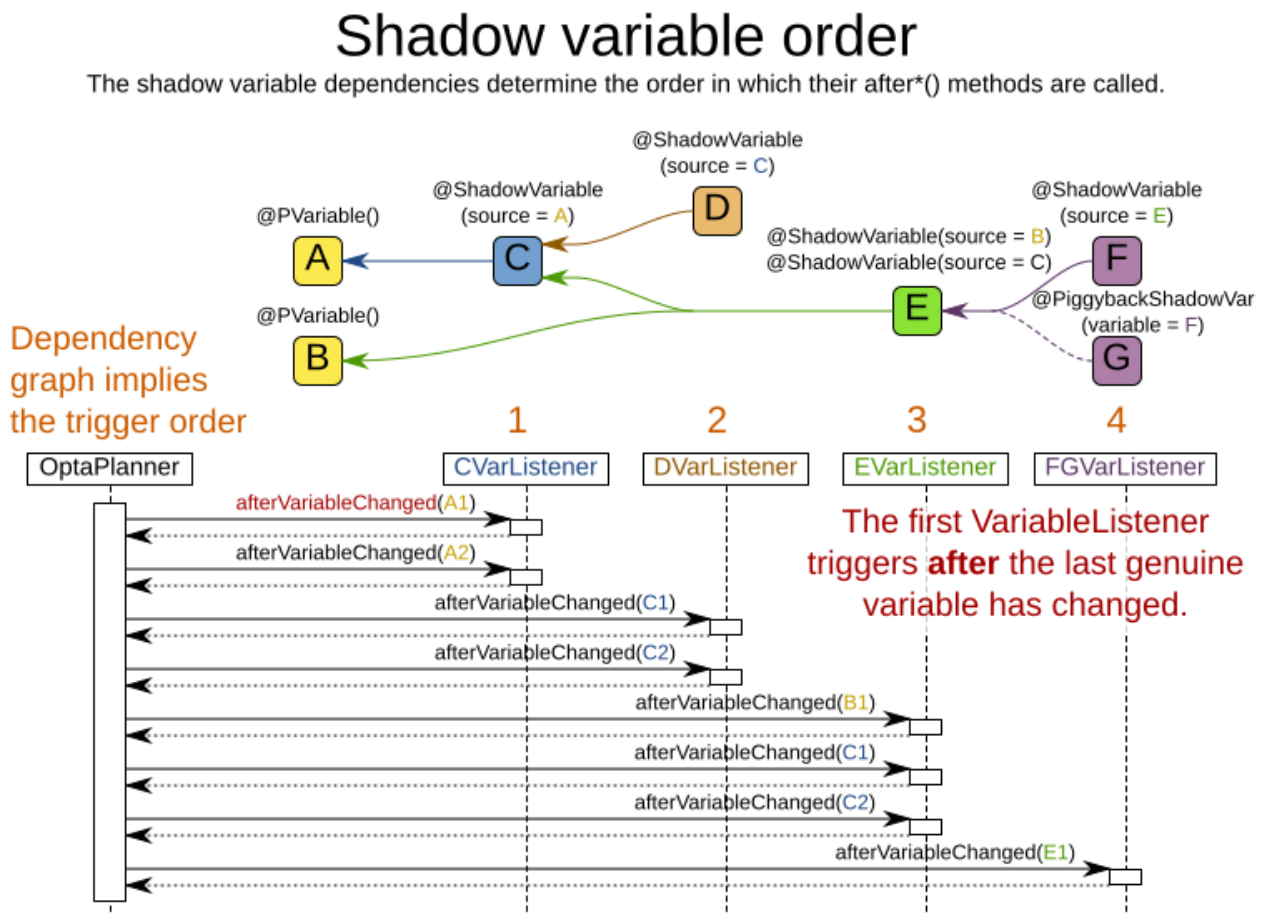 Shadow variable order
The shadow variable dependencies determine the order in which their after*() methods are called.
@ShadowVariable
(source = C)
D
@ShadowVariable
(source = A)
C
@PVariable()
A
@ShadowVariable
(source = E)
F
@ShadowVariable(source = B)
@ShadowVariable(source = C)
E
@PiggybackShadowVar
(variable = F)
G
@PVariable()
B
Dependency
graph implies
the trigger order
1
2
3
4
OptaPlanner
CVarListener
DVarListener
EVarListener
FGVarListener
afterVariableChanged(A1)
afterVariableChanged(A2)
The first VariableListener
triggers after the last genuine
variable has changed.
afterVariableChanged(C1)
afterVariableChanged(C2)
afterVariableChanged(B1)
afterVariableChanged(C1)
afterVariableChanged(C2)
afterVariableChanged(E1)